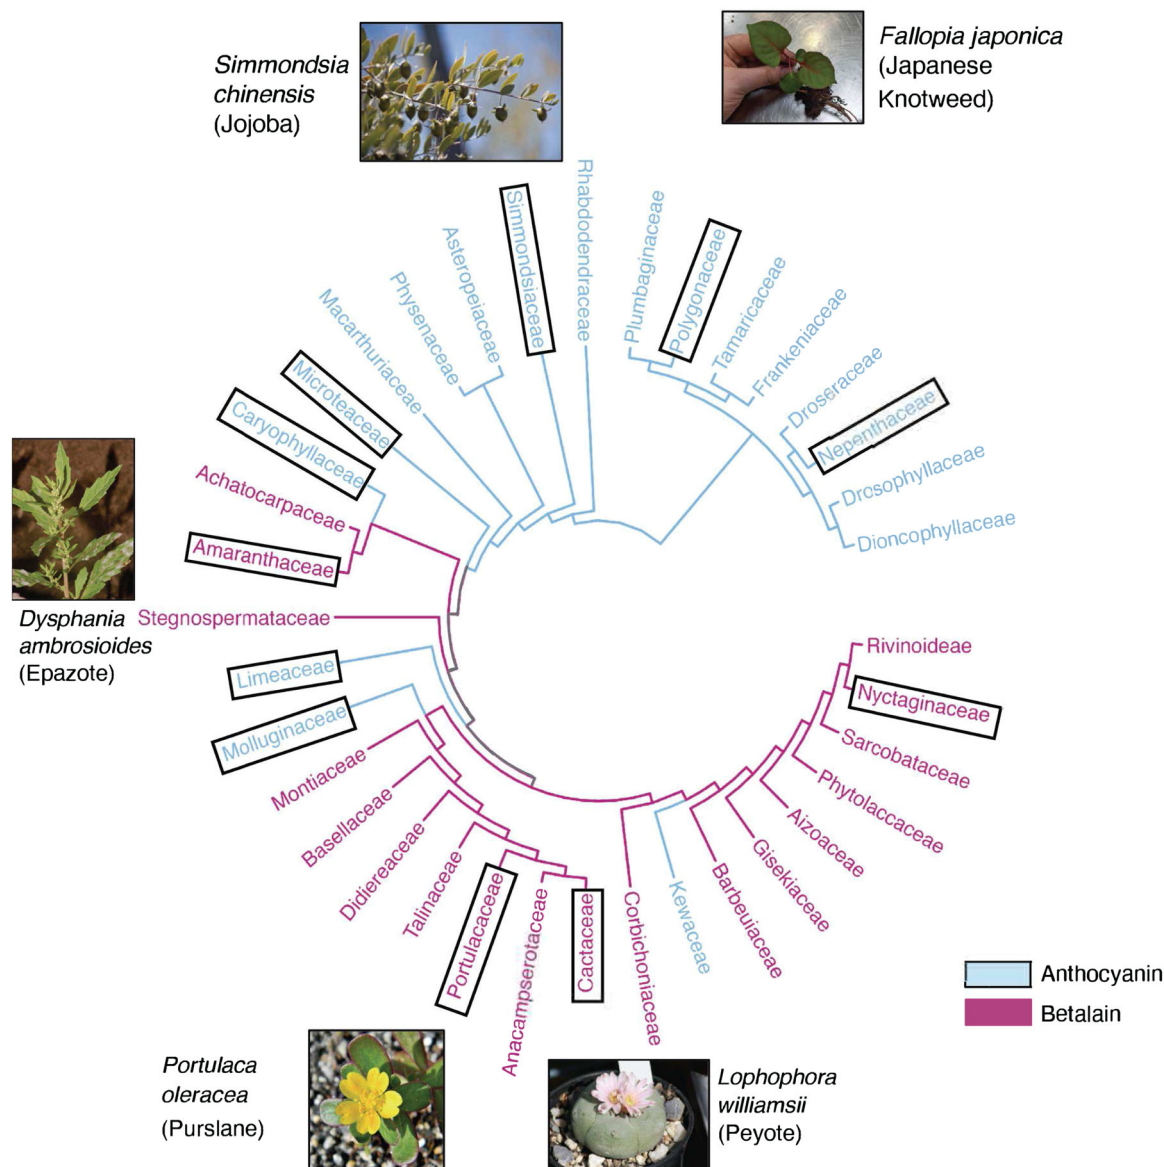 Simmondsia
chinensis
(Jojoba)
Fallopia japonica
(Japanese
Knotweed)
Rhabdodendraceae
Simmondsiaceae
Asteropeiaceae
Physenaceae
Macarthuriaceae
Microteaceae
Caryophyllaceae
Achatocarpaceae
Amaranthaceae
Stegnospermataceae
Limeaceae
Molluginaceae
Montiaceae
Basellaceae
Didiereaceae
Talinaceae
Portulacaceae
Anacampserotaceae
Cactaceae
Corbichoniaceae
Kewaceae
Barbeuiaceae
Gisekiaceae
Aizoaceae
Phytolaccaceae
Sarcobataceae
Nyctaginaceae
Rivinoideae
Dioncophyllaceae
Drosophyllaceae
Nepenthaceae
Droseraceae
Frankeniaceae
Tamaricaceae
Polygonaceae
Plumbaginaceae
Dysphania
ambrosioides
(Epazote)
Anthocyanin
Betalain
Portulaca
oleracea
(Purslane)
Lophophora
williamsii
(Peyote)